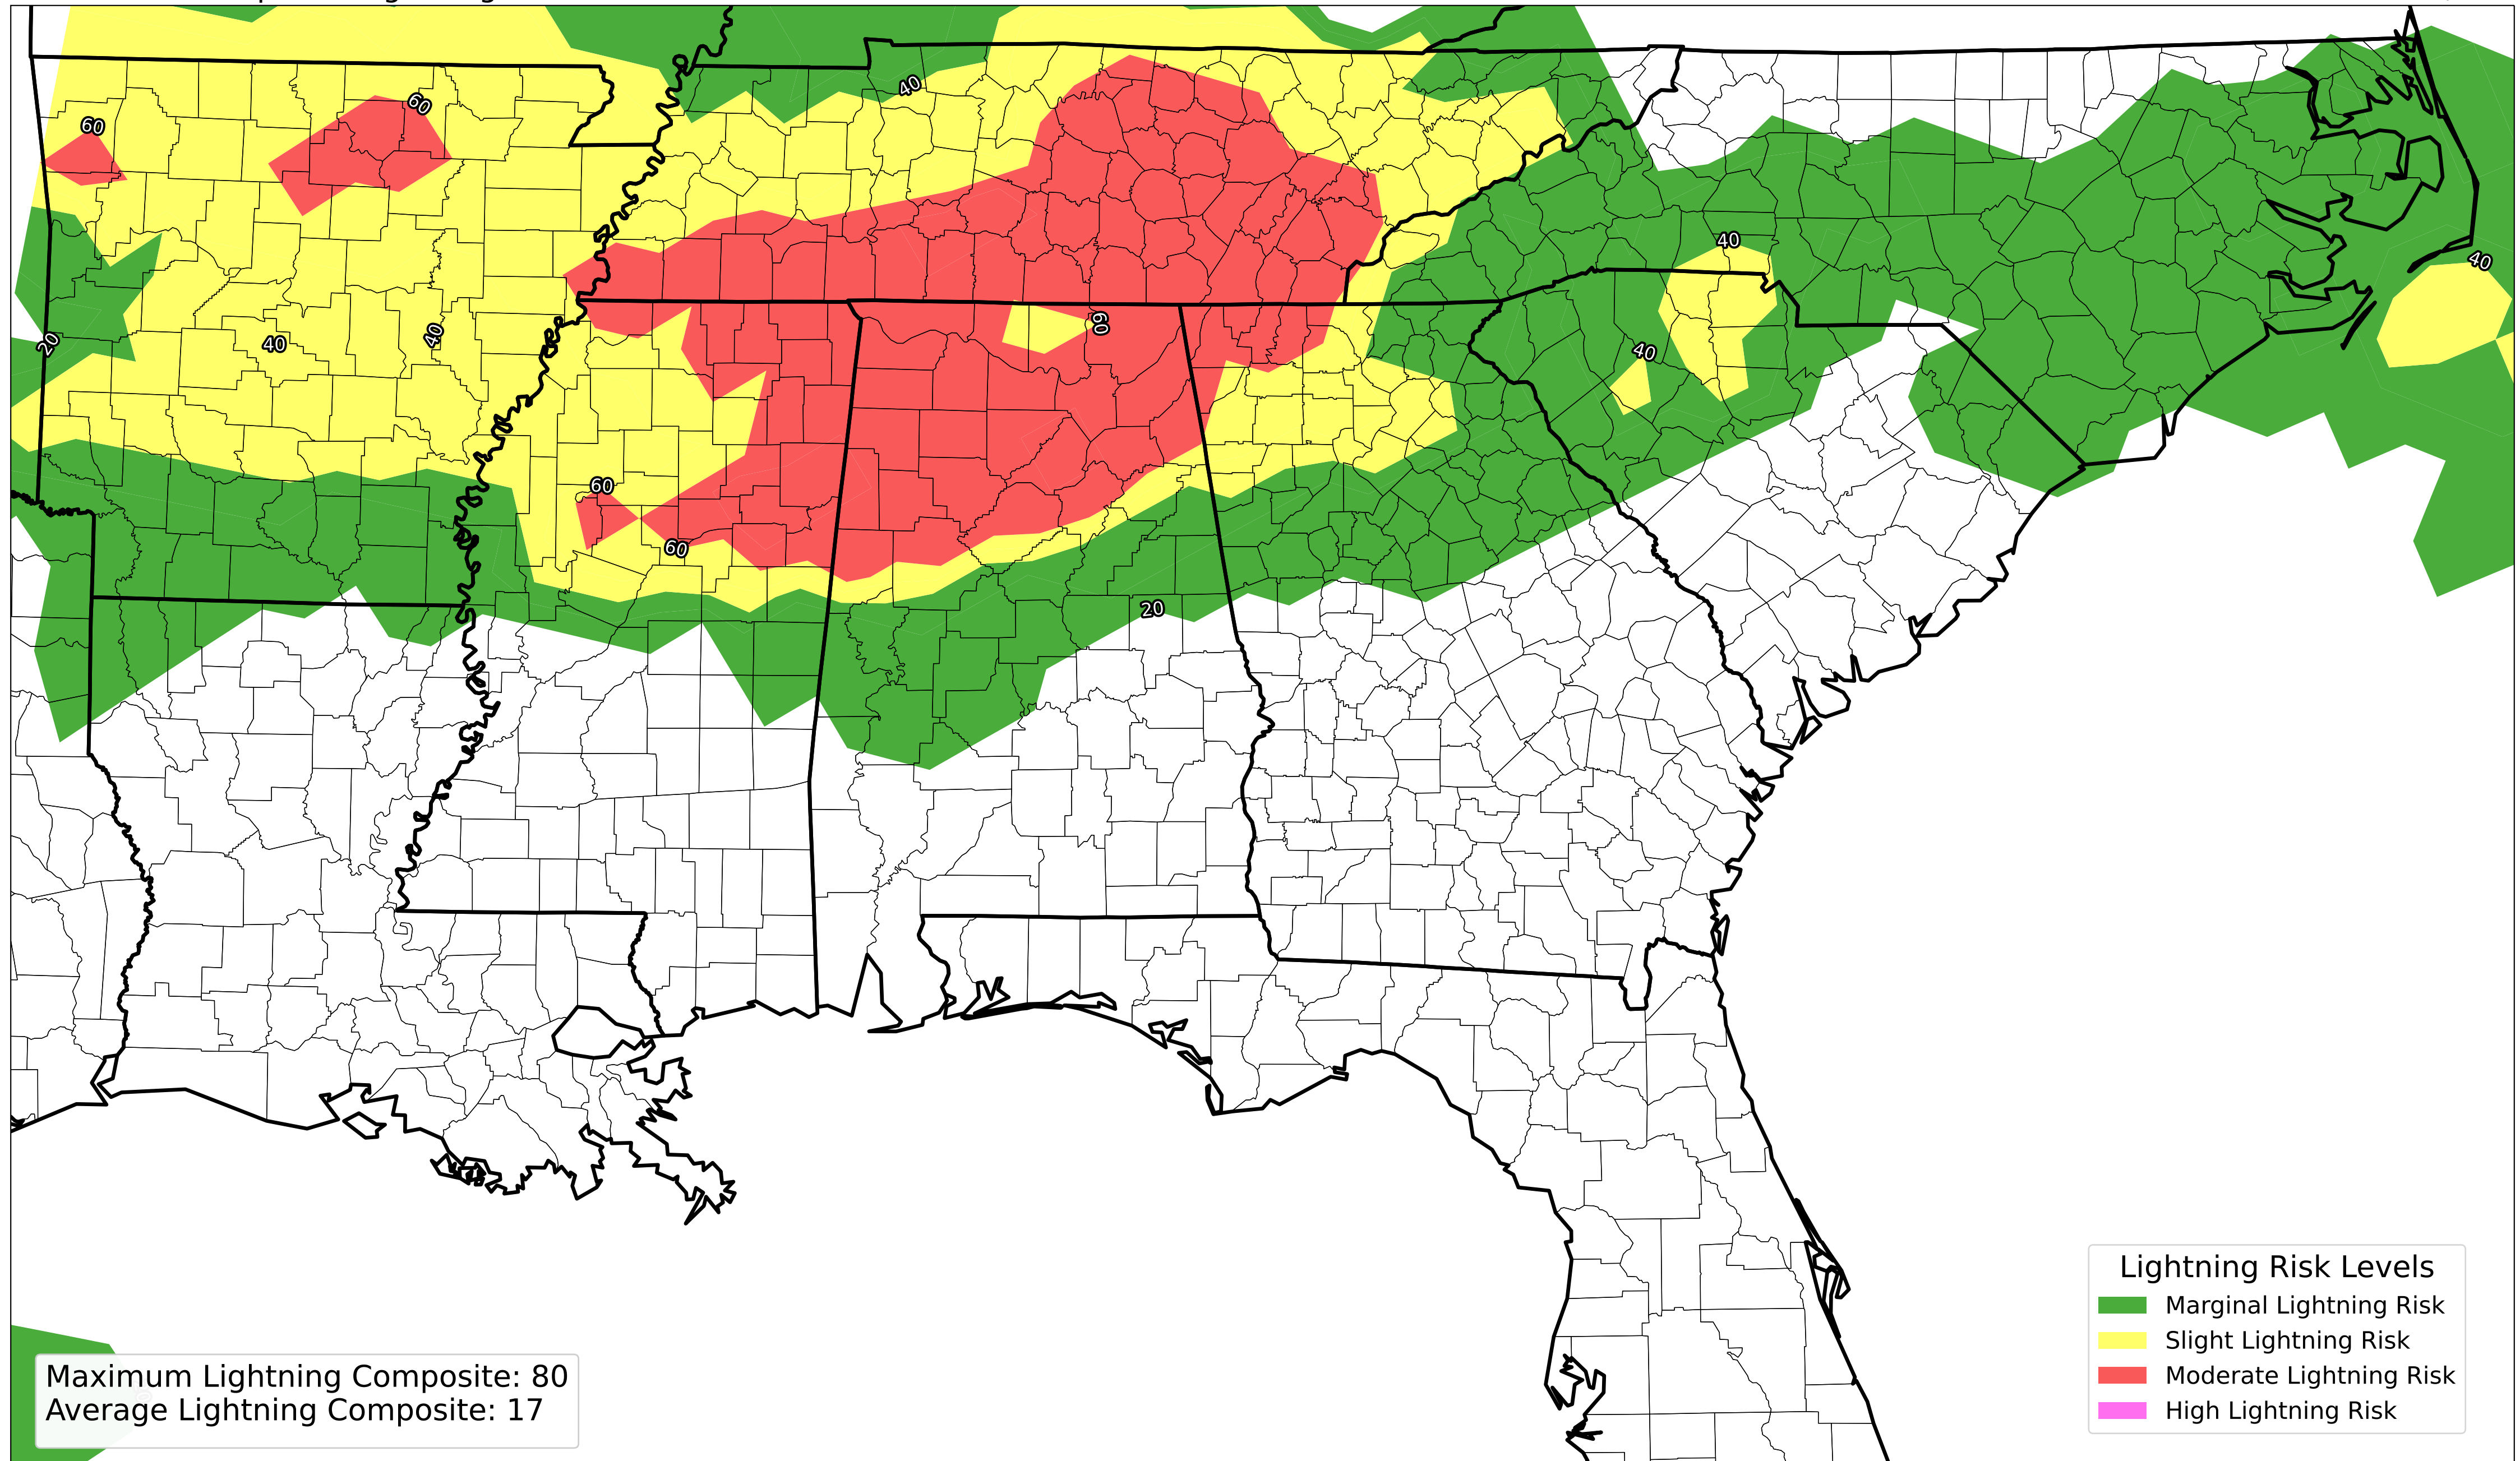 40
60
60
40
40
20
40
40
60
40
60
60
20
Lightning Risk Levels
Marginal Lightning Risk
Slight Lightning Risk
Moderate Lightning Risk
High Lightning Risk
Maximum Lightning Composite: 80
Average Lightning Composite: 17